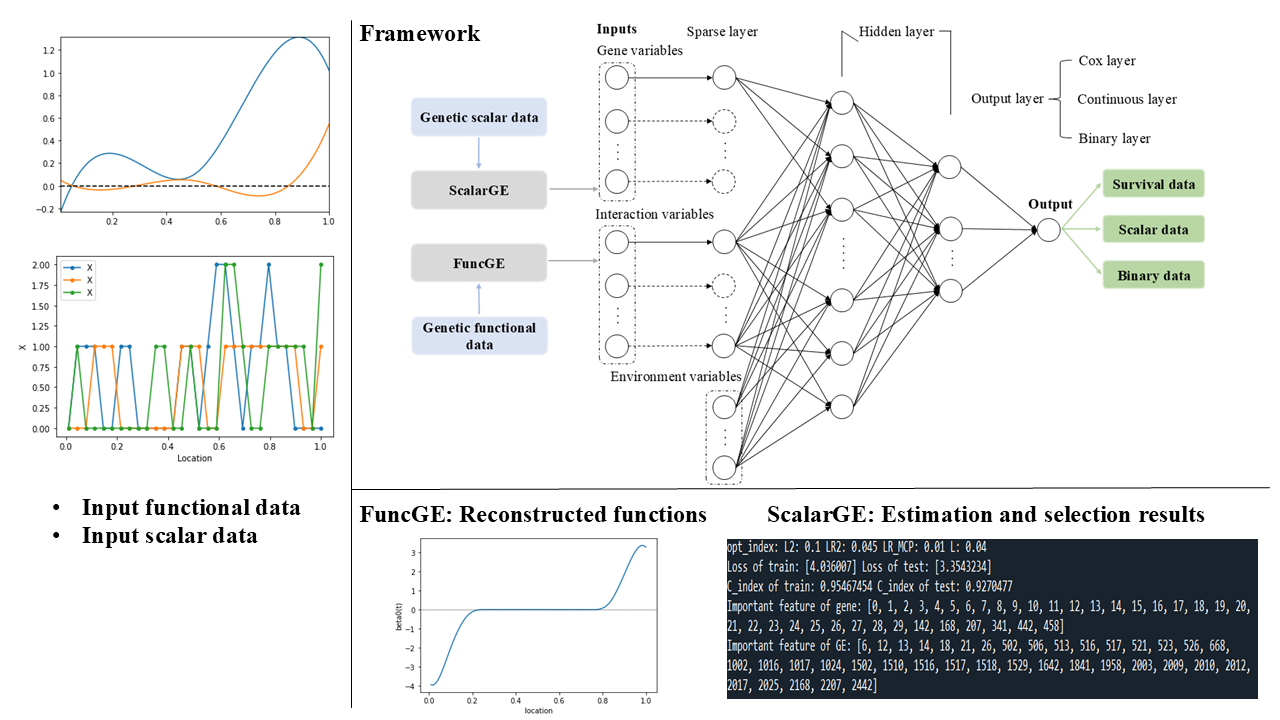 1.2
1.0
0.8
0.6
0.4
0.2
0.0
−0.2
0.2
0.4
0.6
0.8
1.0
2.00
1.75
1.50
1.25
1.00
0.75
0.50
0.25
0.00
X
X
X
X
0.0
0.2
0.4
0.6
0.8
1.0
Location
• Input functional data
• Input scalar data
Framework
Genetic scalar data
ScalarGE
FuncGE
Genetic functional
data
Inputs
Gene variables
Sparse layer
Interaction variables
Environment variables
Hidden layer
Output layer
Cox layer
Continuous layer
Binary layer
Output
Survival data
Scalar data
Binary data
FuncGE: Reconstructed functions
3
2
1
0
−1
−2
−3
−4
beta0(t)
0.0
0.2
0.4
0.6
0.8
1.0
location
ScalarGE: Estimation and selection results
opt_index: L2: 0.1 LR2: 0.045 LR_MCP: 0.01 L: 0.04
Loss of train: [4.036007] Loss of test: [3.3543234]
C_index of train: 0.95467454 C_index of test: 0.9270477
Important feature of gene: [0, 1, 2, 3, 4, 5, 6, 7, 8, 9, 10, 11, 12, 13, 14, 15, 16, 17, 18, 19, 20,
21, 22, 23, 24, 25, 26, 27, 28, 29, 142, 168, 207, 341, 442, 458]
Important feature of GE: [6, 12, 13, 14, 18, 21, 26, 502, 506, 513, 516, 517, 521, 523, 526, 668,
1002, 1016, 1017, 1024, 1502, 1510, 1516, 1517, 1518, 1529, 1642, 1841, 1958, 2003, 2009, 2010, 2012,
2017, 2025, 2168, 2207, 2442]